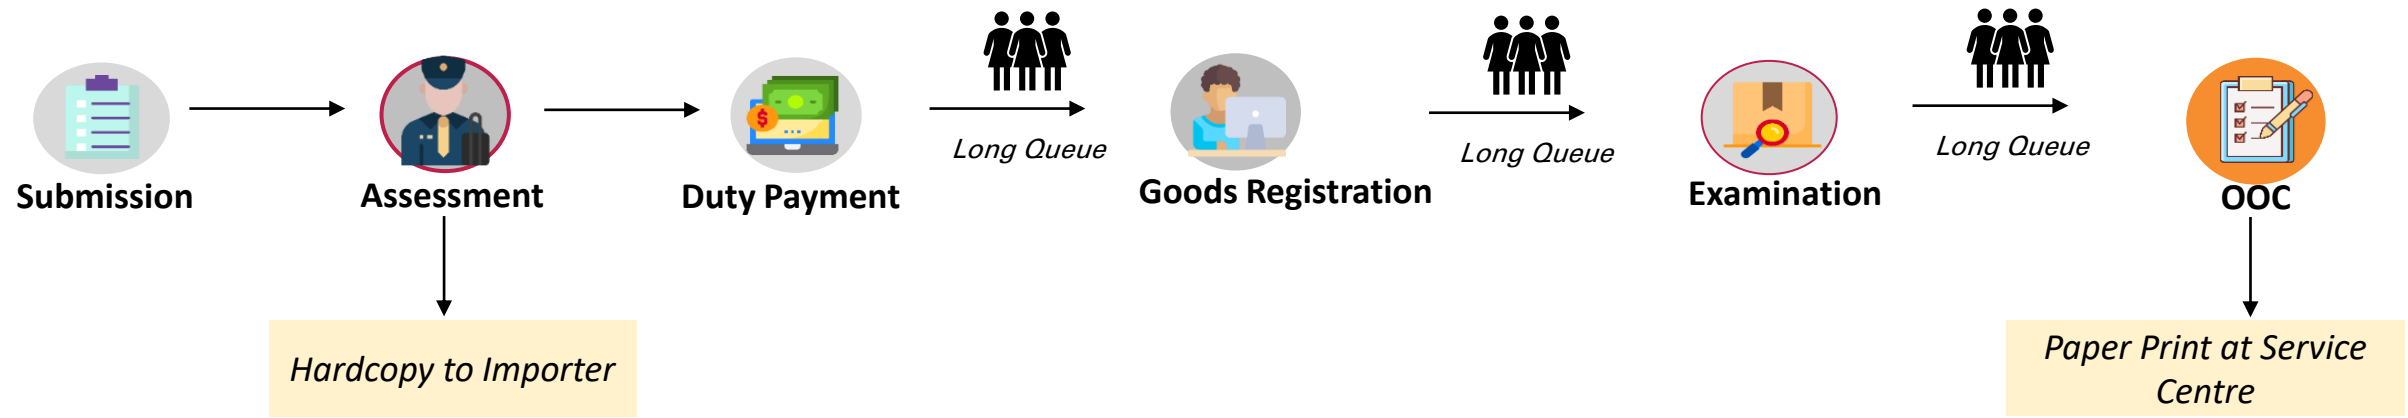 Long Queue
Long Queue
Long Queue
Submission
Assessment
Duty Payment
Goods Registration
Examination
OOC
Hardcopy to Importer
Paper Print at Service
Centre